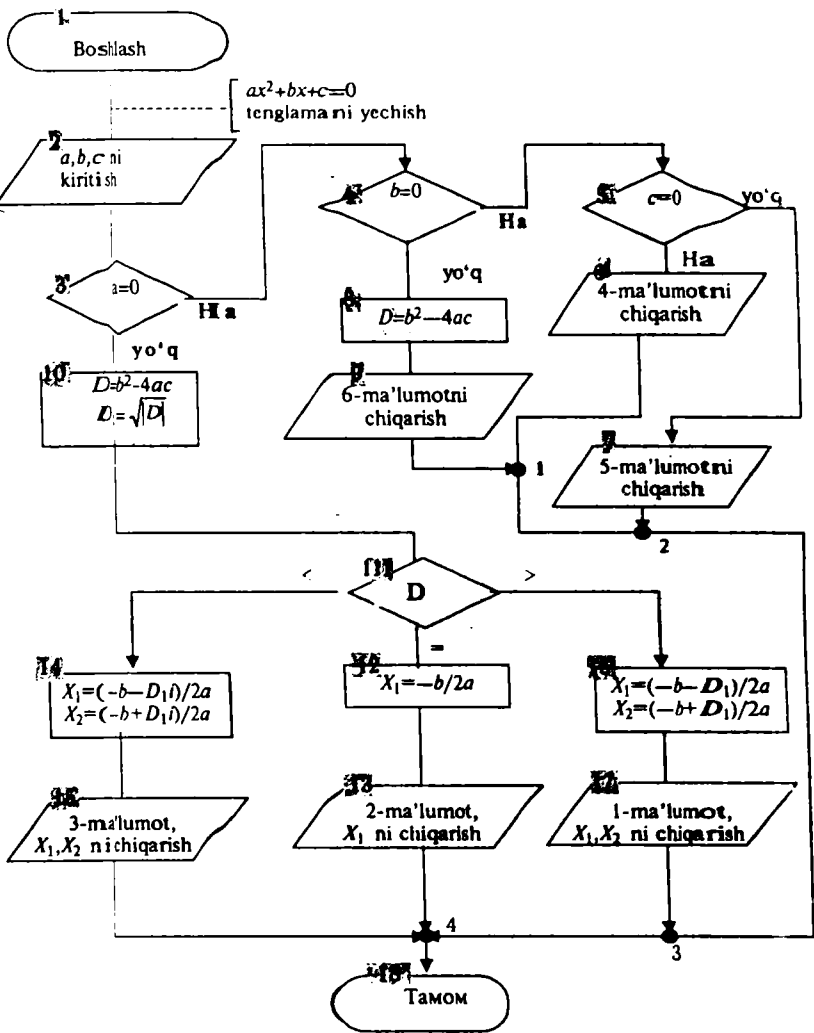 1
Boshlash
ax²+bx+c=0
tenglamani yechish
2
a,b,c ni
kiritish
3
a=0
Ha
yo‘q
b=0
Ha
yo‘q
5
c=0
yo‘q
Ha
4-ma'lumotni
chiqarish
D=b²—4ac
6-ma'lumotni
chiqarish
1
5-ma'lumotni
chiqarish
2
10
D=b²-4ac
D=√|D|
11
D
<
>
=
14
X₁=(-b—D₁i)/2a
X₂=(-b+D₁i)/2a
12
X₁=—b/2a
X₁=(—b—D₁)/2a
X₂=(—b+D₁)/2a
3-ma'lumot,
X₁,X₂ ni chiqarish
2-ma'lumot,
X₁ ni chiqarish
1-ma'lumot,
X₁,X₂ ni chiqarish
4
3
Тамом